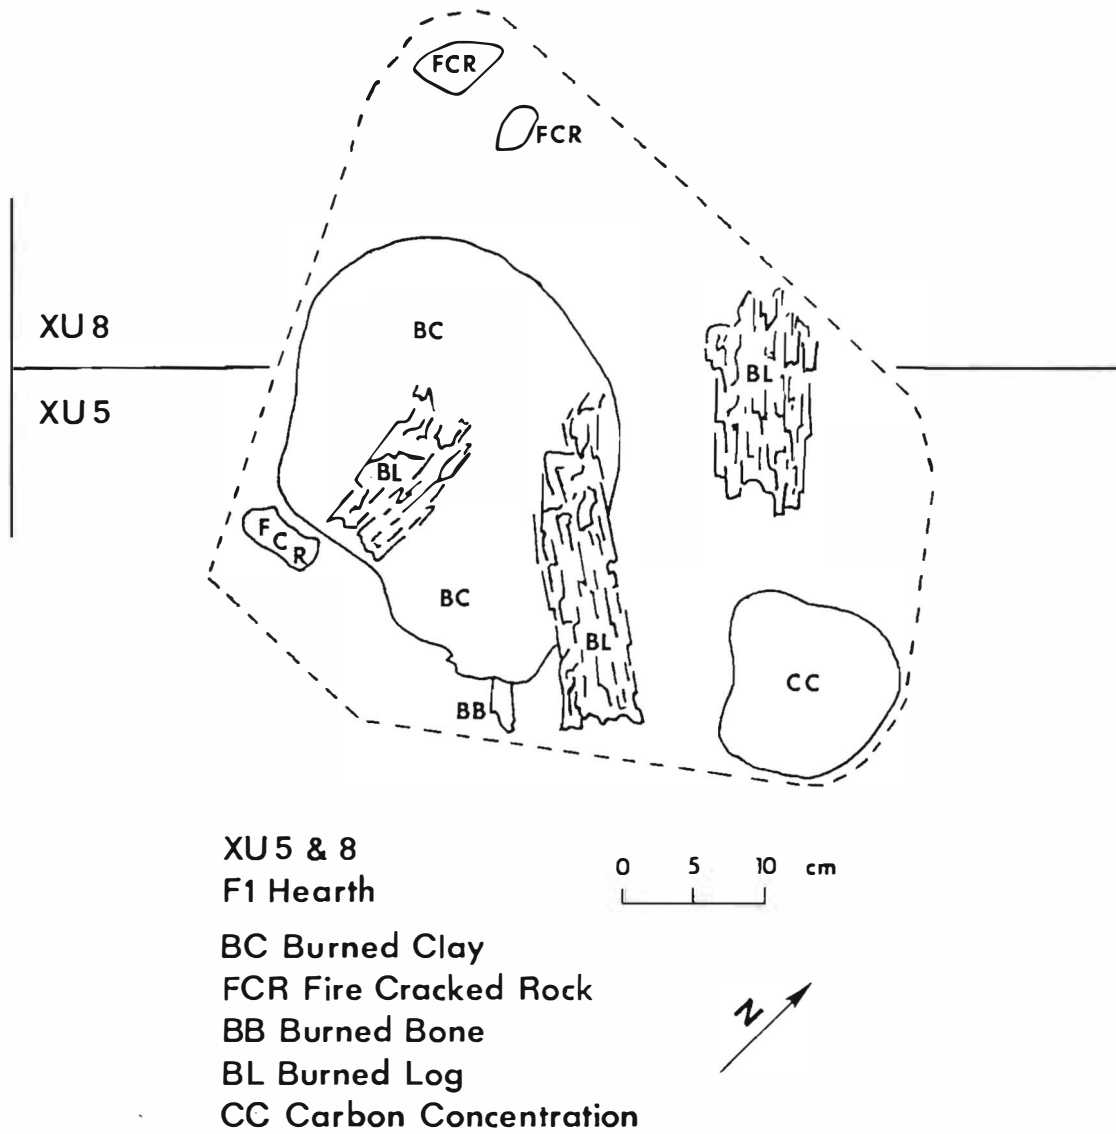 FCR
FCR
BC
XU 8
BL
XU 5
BL
FCR
BC
BL
CC
BB
XU 5 & 8
F1 Hearth
0 5 10 cm
BC Burned Clay
FCR Fire Cracked Rock
BB Burned Bone
BL Burned Log
CC Carbon Concentration
N